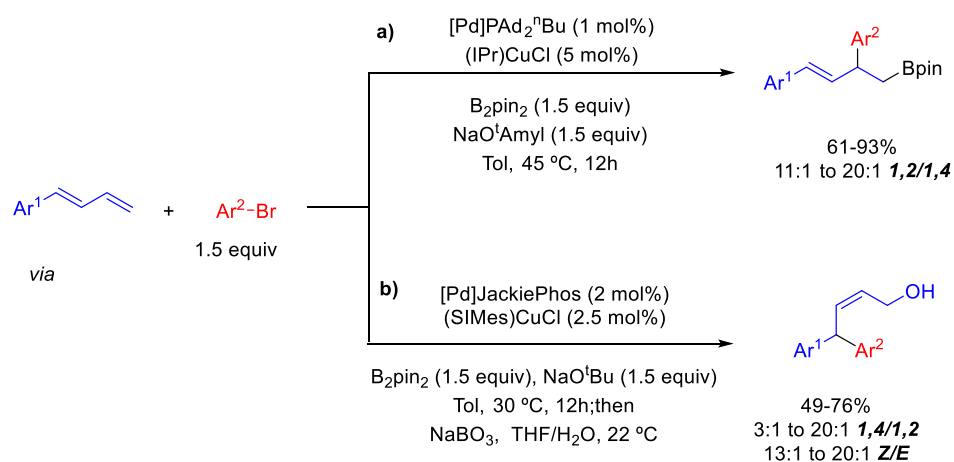 a)
[Pd]PAd₂ⁿBu (1 mol%)
(IPr)CuCl (5 mol%)
B₂pin₂ (1.5 equiv)
NaOᵗAmyl (1.5 equiv)
Tol, 45 ºC, 12h
Ar²
Ar¹
Bpin
61-93%
11:1 to 20:1 1,2/1,4
Ar¹
+
Ar²-Br
1.5 equiv
via
b)
[Pd]JackiePhos (2 mol%)
(SIMes)CuCl (2.5 mol%)
B₂pin₂ (1.5 equiv), NaOᵗBu (1.5 equiv)
Tol, 30 ºC, 12h;then
NaBO₃, THF/H₂O, 22 ºC
OH
Ar¹
Ar²
49-76%
3:1 to 20:1 1,4/1,2
13:1 to 20:1 Z/E